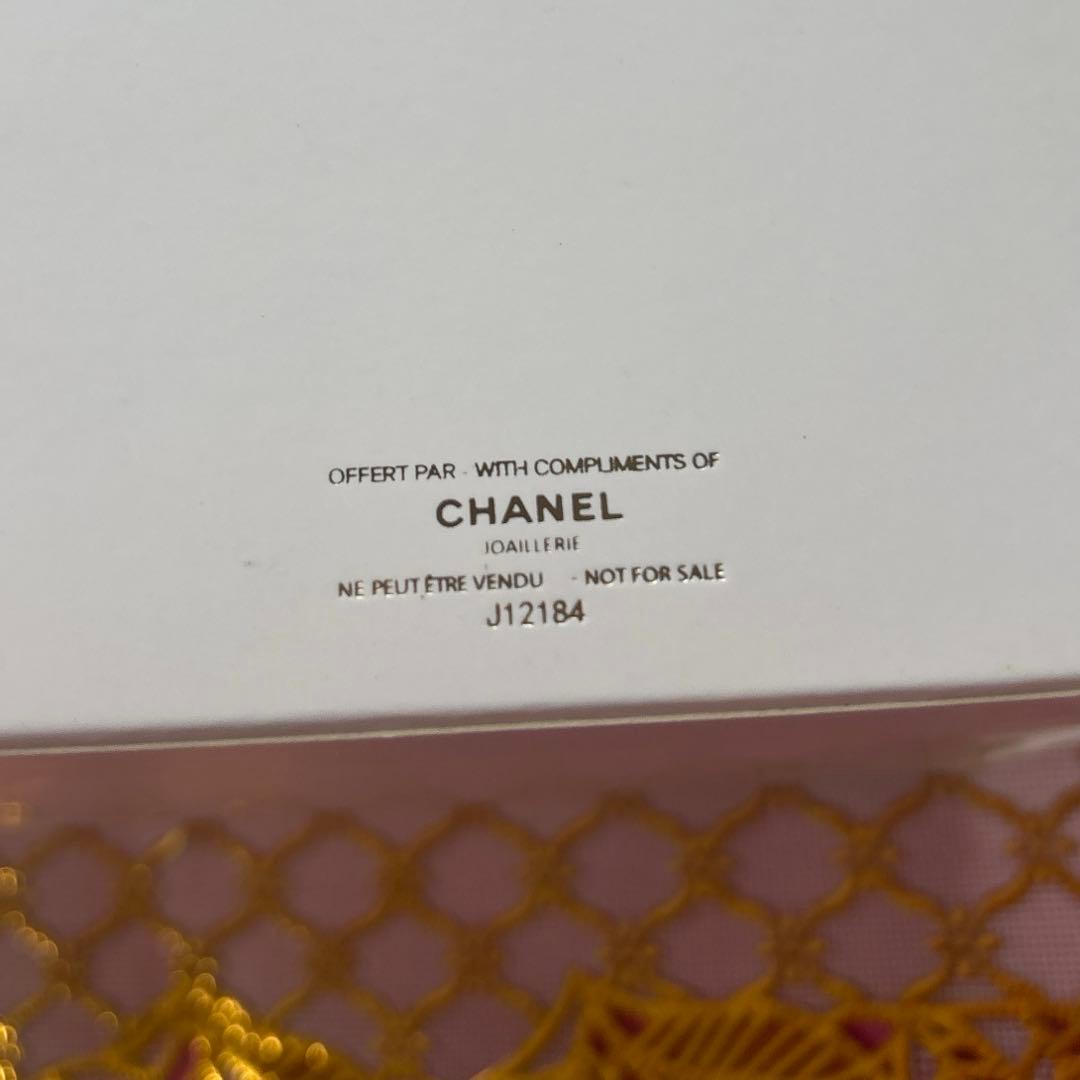 OFFERT PAR - WITH COMPLIMENTS OF
CHANEL
JOAILLERIE
NE PEUT ÊTRE VENDU - NOT FOR SALE
J12184